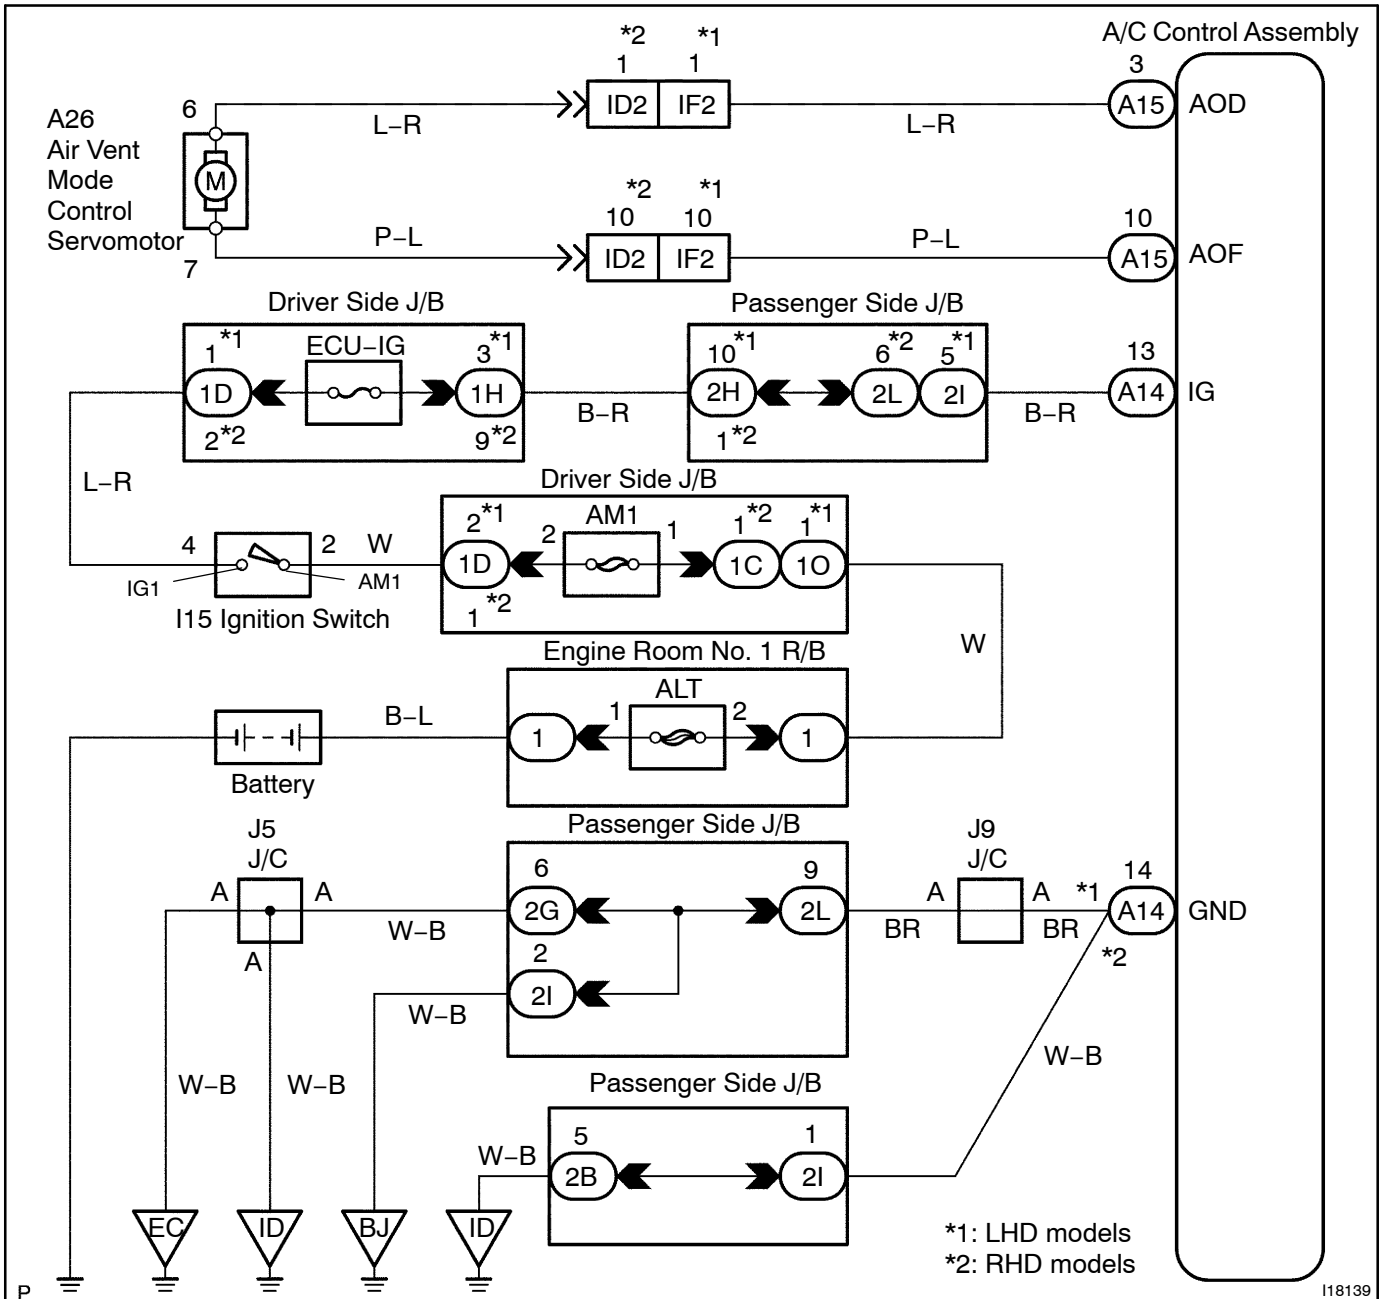 A/C Control Assembly
*2 *1
1 1 3
6 ID2 IF2 A15 AOD
L–R L–R
A26
Air Vent
Mode
Control
Servomotor
M
*2 *1
10 10 10
P–L ID2 IF2 P–L A15 AOF
7
Driver Side J/B Passenger Side J/B
1*1 ECU–IG 3*1 10*1 6*2 5*1 13
1D 1H B–R 2H 2L 2I B–R A14 IG
2*2 9*2 1*2
L–R
Driver Side J/B
2*1 2 AM1 1 1*2 1*1
4 2 W 1D 1C 1O
IG1 AM1 1*2
I15 Ignition Switch
W
Engine Room No. 1 R/B
ALT
B–L 1 1 2 1
Battery
Passenger Side J/B
J5
J/C
J9
J/C
6 9 14
A A 2G 2L A A *1 A14 GND
W–B BR BR *2
A
2
2I
W–B
W–B W–B W–B
Passenger Side J/B
5 1
W–B 2B 2I
EC ID BJ ID
*1: LHD models
*2: RHD models
P I18139